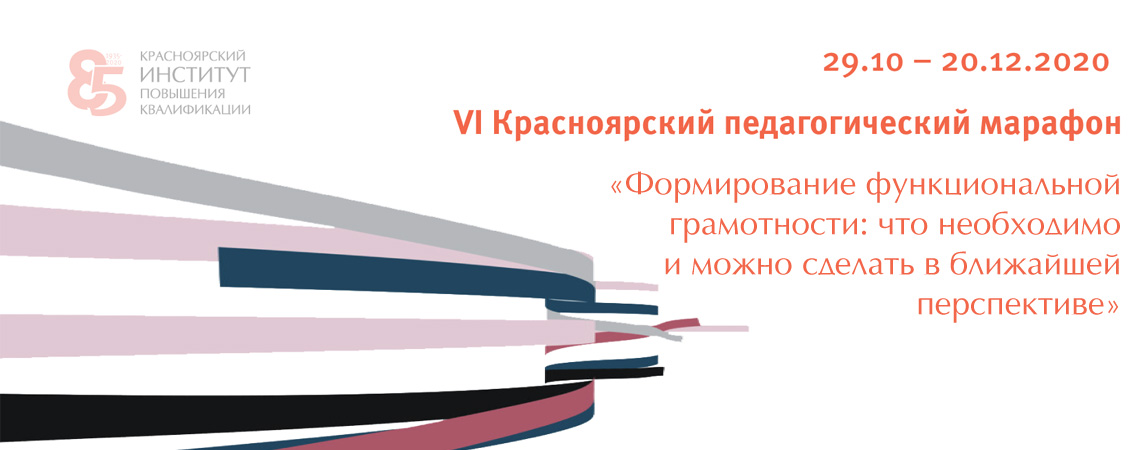 85
КРАСНОЯРСКИЙ
ИНСТИТУТ
ПОВЫШЕНИЯ
КВАЛИФИКАЦИИ
29.10 – 20.12.2020
VI Красноярский педагогический марафон
«Формирование функциональной
грамотности: что необходимо
и можно сделать в ближайшей
перспективе»